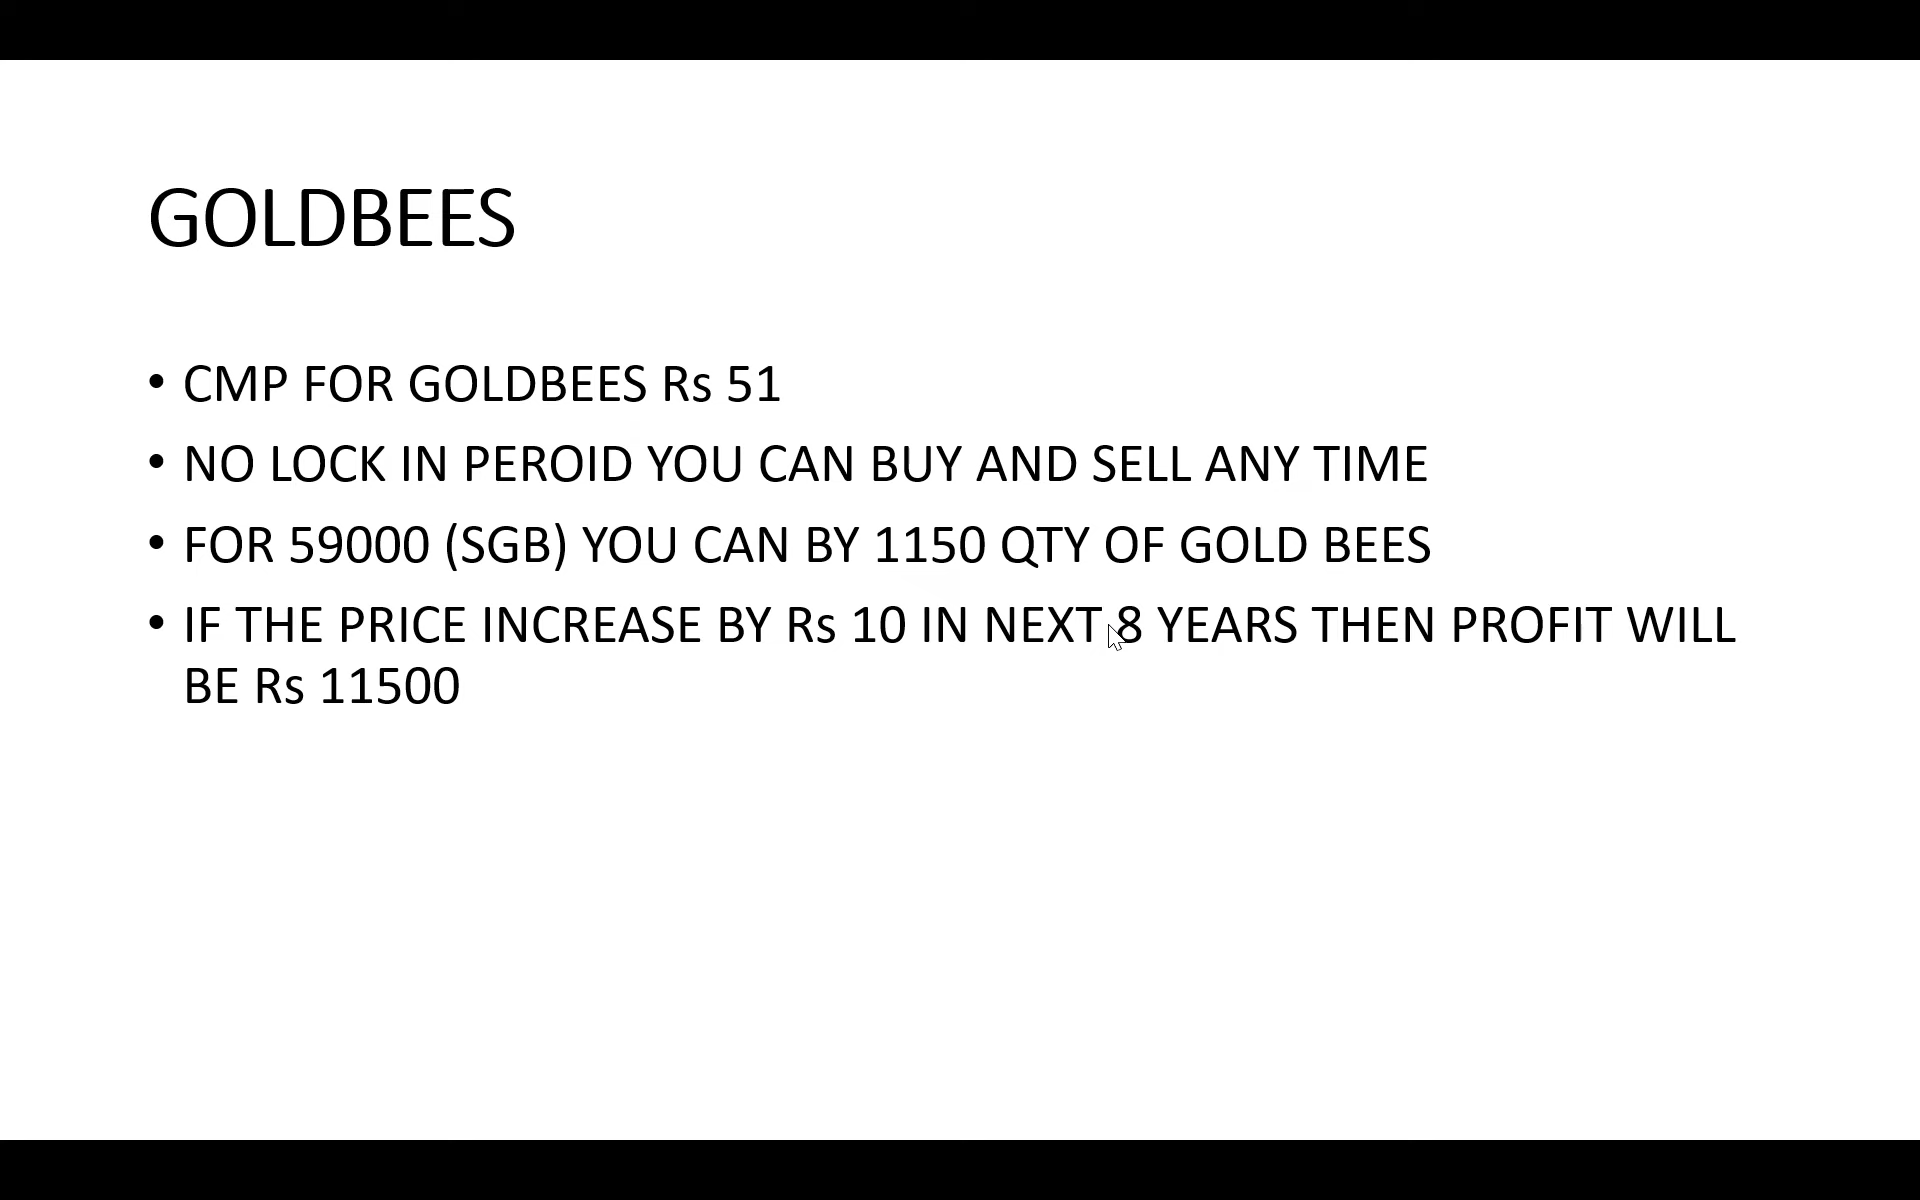 GOLDBEES
• CMP FOR GOLDBEES Rs 51
• NO LOCK IN PEROID YOU CAN BUY AND SELL ANY TIME
• FOR 59000 (SGB) YOU CAN BY 1150 QTY OF GOLD BEES
• IF THE PRICE INCREASE BY Rs 10 IN NEXT 8 YEARS THEN PROFIT WILL
BE Rs 11500